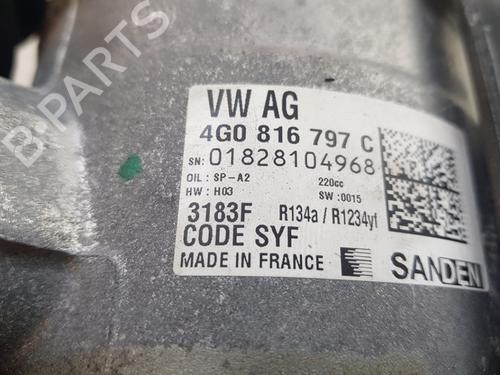 VW AG
4G0 816 797 C
SN: 01828104968
OIL : SP-A2 220cc
HW : H03 SW :0015
3183F R134a / R1234yf
CODE SYF
MADE IN FRANCE SANDEN
B-PARTS